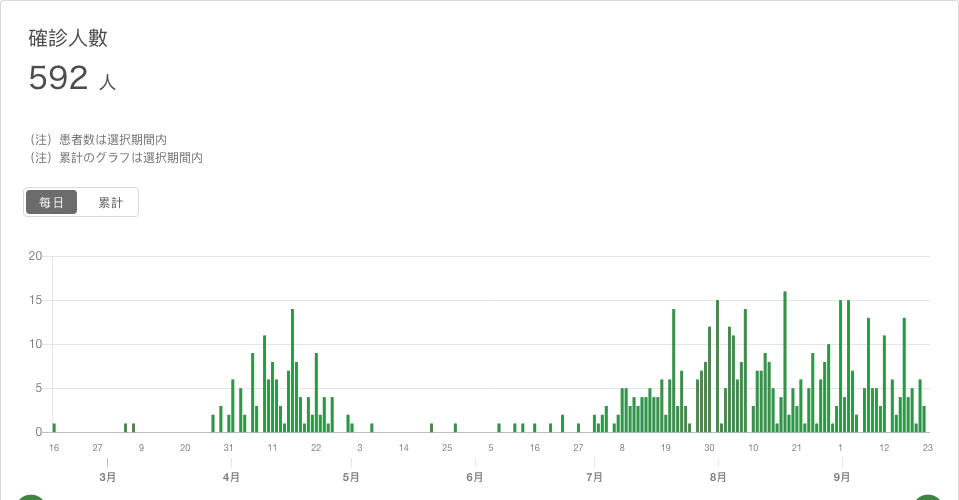 確診人數
592 人
（注）患者数は選択期間内
（注）累計のグラフは選択期間内
每日 累計
20
15
10
5
0
16 27 9 20 31 11 22 3 14 25 5 16 27 8 19 30 10 21 1 12 23
3月 4月 5月 6月 7月 8月 9月